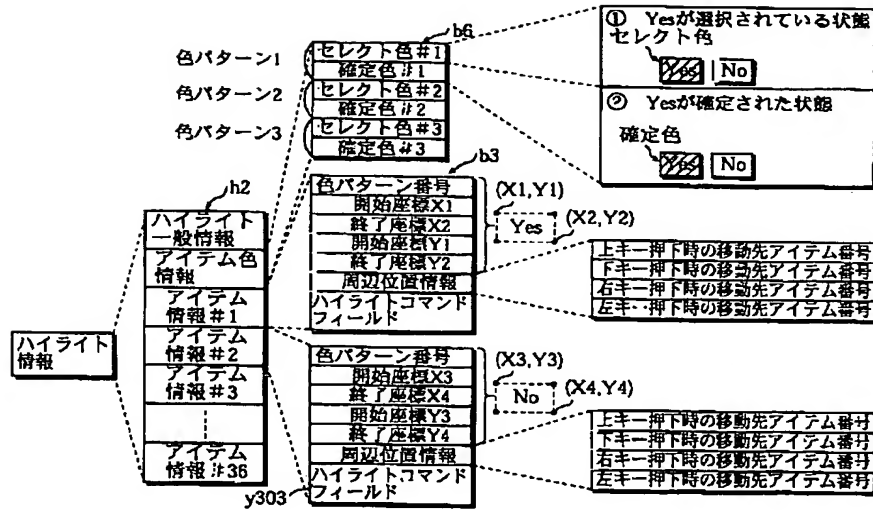 b6
色パターン1
色パターン2
色パターン3
セレクト色#1
確定色#1
セレクト色#2
確定色#2
セレクト色#3
確定色#3
① Yesが選択されている状態
セレクト色
Yes
No
② Yesが確定された状態
確定色
Yes
No
h2
ハイライト
一般情報
アイテム色
情報
アイテム
情報#1
アイテム
情報#2
アイテム
情報#3
アイテム
情報#36
ハイライト
情報
b3
色パターン番号
開始座標X1
終了座標X2
開始座標Y1
終了座標Y2
周辺位置情報
ハイライトコマンド
フィールド
(X1,Y1)
Yes
(X2,Y2)
上キー押下時の移動先アイテム番号
下キー押下時の移動先アイテム番号
右キー押下時の移動先アイテム番号
左キー押下時の移動先アイテム番号
色パターン番号
開始座標X3
終了座標X4
開始座標Y3
終了座標Y4
周辺位置情報
ハイライトコマンド
フィールド
y303
(X3,Y3)
No
(X4,Y4)
上キー押下時の移動先アイテム番号
下キー押下時の移動先アイテム番号
右キー押下時の移動先アイテム番号
左キー押下時の移動先アイテム番号